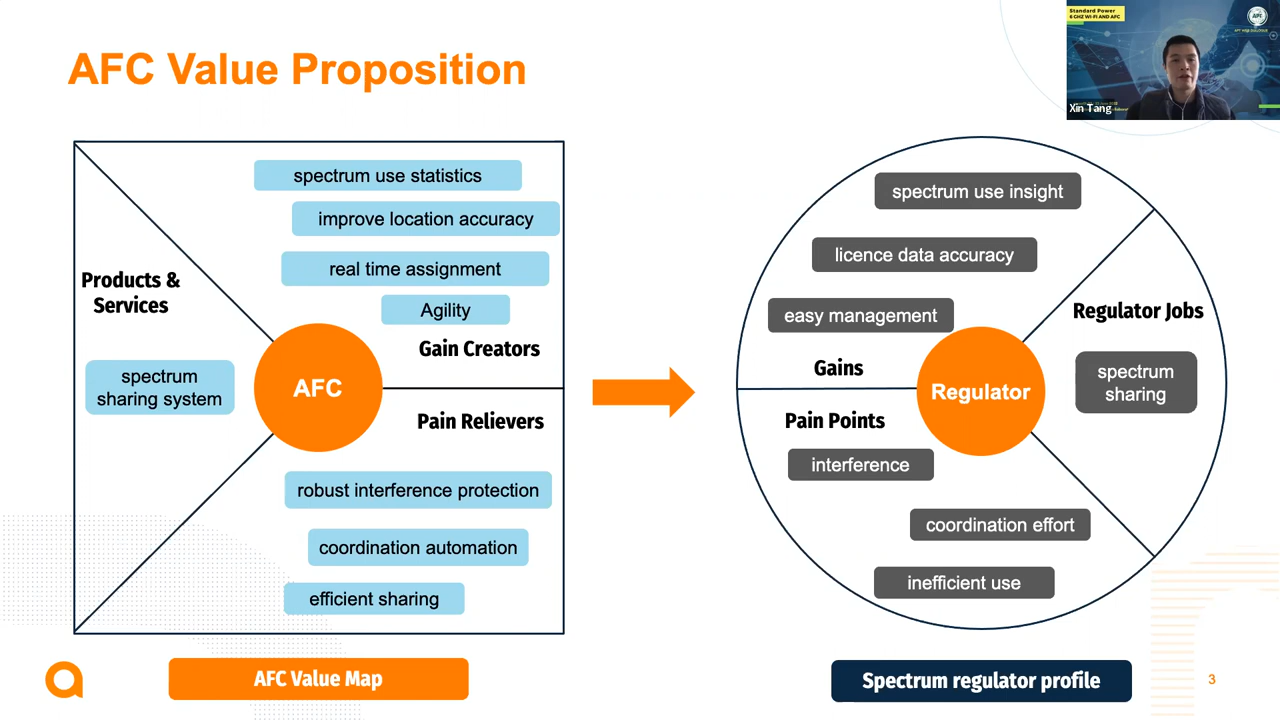 AFC Value Proposition
Standard Power
6 GHZ WI-FI AND AFC
AFC
Xin Tang
spectrum use statistics
improve location accuracy
real time assignment
Agility
Gain Creators
Products &
Services
spectrum
sharing system
AFC
Pain Relievers
robust interference protection
coordination automation
efficient sharing
AFC Value Map
spectrum use insight
licence data accuracy
easy management
Gains
Regulator Jobs
spectrum
sharing
Regulator
Pain Points
interference
coordination effort
inefficient use
Spectrum regulator profile
3